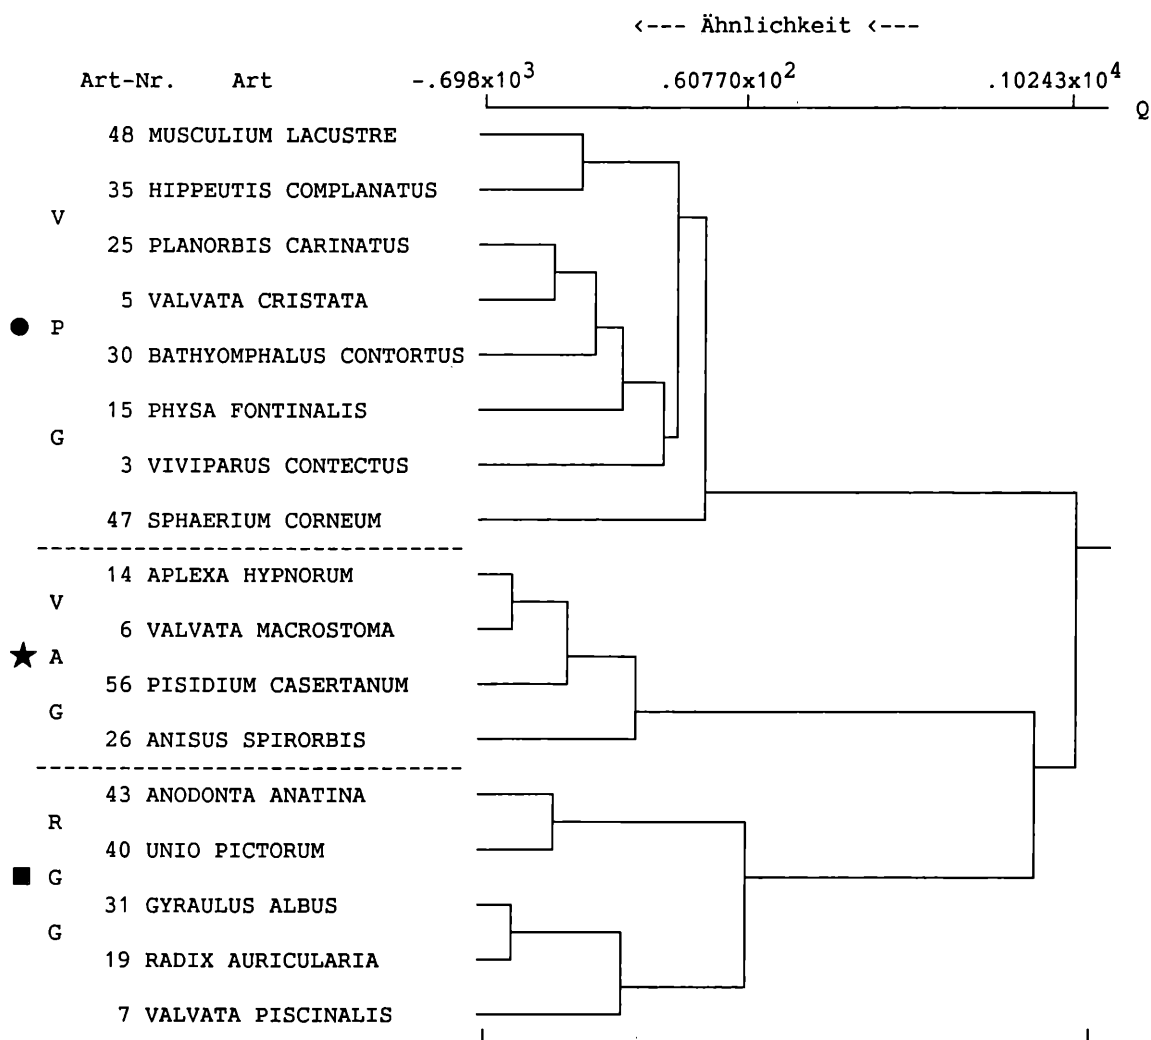 <--- Ähnlichkeit <---
Art-Nr. Art -.698x10³ .60770x10² .10243x10⁴
Q
48 MUSCULIUM LACUSTRE
35 HIPPEUTIS COMPLANATUS
V
25 PLANORBIS CARINATUS
5 VALVATA CRISTATA
● P
30 BATHYOMPHALUS CONTORTUS
15 PHYSA FONTINALIS
G
3 VIVIPARUS CONTECTUS
47 SPHAERIUM CORNEUM
14 APLEXA HYPNORUM
V
6 VALVATA MACROSTOMA
★ A
56 PISIDIUM CASERTANUM
G
26 ANISUS SPIRORBIS
43 ANODONTA ANATINA
R
40 UNIO PICTORUM
■ G
31 GYRAULUS ALBUS
G
19 RADIX AURICULARIA
7 VALVATA PISCINALIS